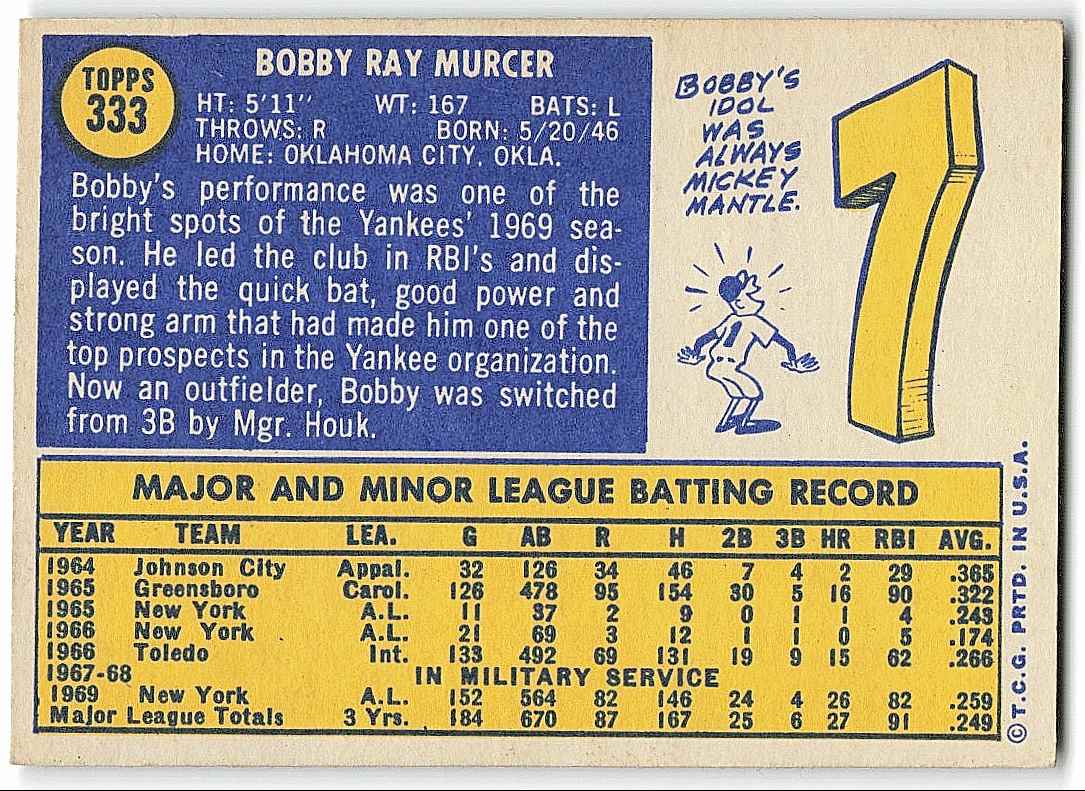 TOPPS
333
BOBBY RAY MURCER
HT: 5'11'' WT: 167 BATS: L
THROWS: R BORN: 5/20/46
HOME: OKLAHOMA CITY, OKLA.
Bobby's performance was one of the
bright spots of the Yankees' 1969 sea-
son. He led the club in RBI's and dis-
played the quick bat, good power and
strong arm that had made him one of the
top prospects in the Yankee organization.
Now an outfielder, Bobby was switched
from 3B by Mgr. Houk.
BOBBY'S
IDOL
WAS
ALWAYS
MICKEY
MANTLE.
7
1
MAJOR AND MINOR LEAGUE BATTING RECORD
YEAR TEAM LEA. G AB R H 2B 3B HR RBI AVG.
1964 Johnson City Appal. 32 126 34 46 7 4 2 29 .365
1965 Greensboro Carol. 126 478 95 154 30 5 16 90 .322
1965 New York A.L. 11 37 2 9 0 1 1 4 .243
1966 New York A.L. 21 69 3 12 1 1 0 5 .174
1966 Toledo Int. 133 492 69 131 19 9 15 62 .266
1967-68 IN MILITARY SERVICE
1969 New York A.L. 152 564 82 146 24 4 26 82 .259
Major League Totals 3 Yrs. 184 670 87 167 25 6 27 91 .249
© T.C.G. PRTD. IN U.S.A.